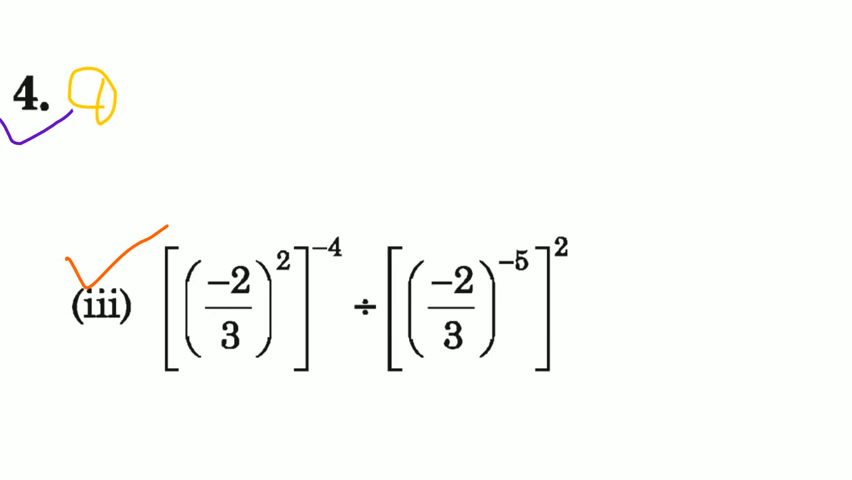 4. q
(iii) [(-2/3)^2]^-4 ÷ [(-2/3)^-5]^2